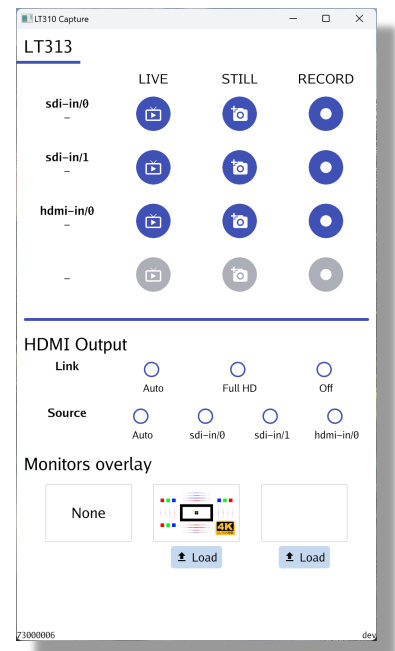 LT310 Capture
LT313
LIVE STILL RECORD
sdi-in/0
–
sdi-in/1
–
hdmi-in/0
–
–
HDMI Output
Link
Auto Full HD Off
Source
Auto sdi-in/0 sdi-in/1 hdmi-in/0
Monitors overlay
None
4K
Load Load
73000006 dev